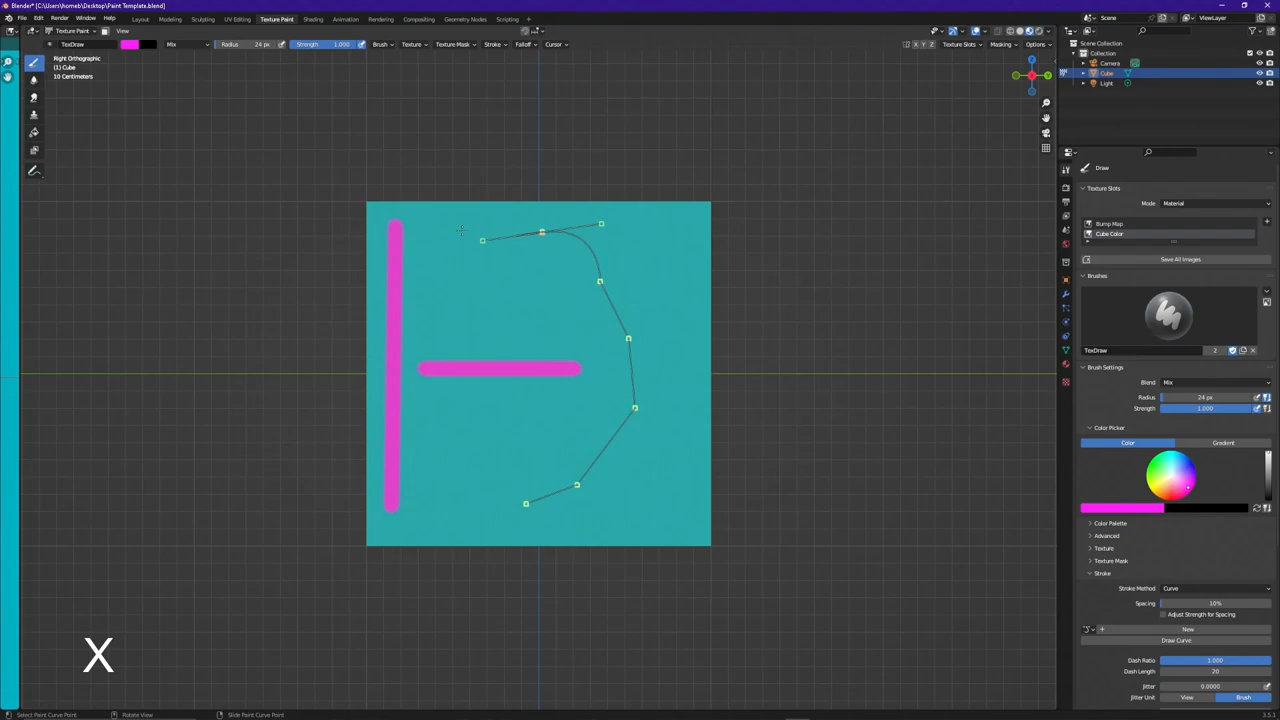 Blender* [C:\Users\homeb\Desktop\Paint Template.blend]
File Edit Render Window Help Layout Modeling Sculpting UV Editing Texture Paint Shading Animation Rendering Compositing Geometry Nodes Scripting Scene ViewLayer
Texture Paint View
TexDraw Mix Radius 24 px Strength 1.000 Brush Texture Texture Mask Stroke Falloff Cursor X Y Z Texture Slots Masking Options
Right Orthographic
(1) Cube
10 Centimeters
Scene Collection
Collection
Camera
Cube
Light
Draw
Texture Slots
Mode Material
Bump Map
Cube Color
Save All Images
Brushes
TexDraw 2
Brush Settings
Blend Mix
Radius 24 px
Strength 1.000
Color Picker
Color Gradient
Color Palette
Advanced
Texture
Texture Mask
Stroke
Stroke Method Curve
Spacing 10%
Adjust Strength for Spacing
New
Draw Curve
Dash Ratio 1.000
Dash Length 20
Jitter 0.0000
Jitter Unit View Brush
X
Select Paint Curve Point Rotate View Slide Paint Curve Point 3.5.1